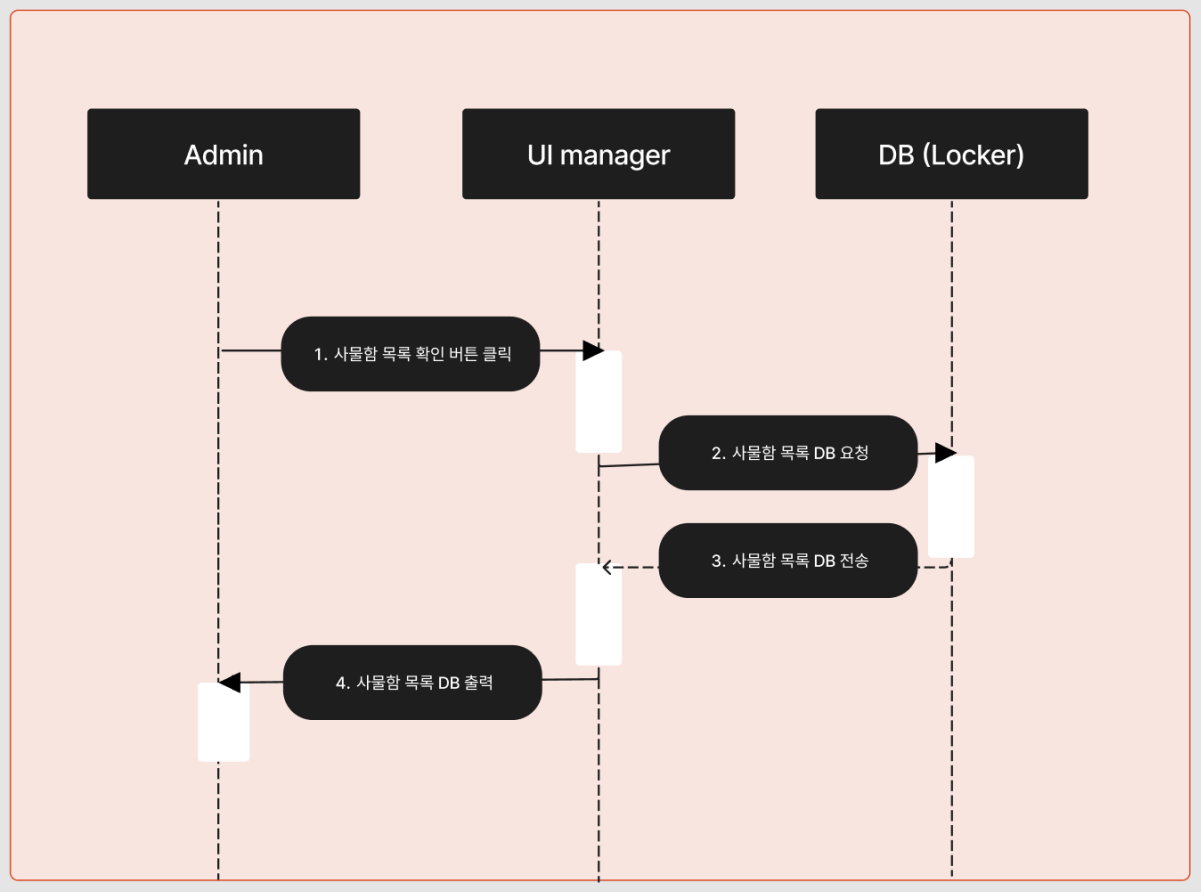 Admin
UI manager
DB (Locker)
1. 사물함 목록 확인 버튼 클릭
2. 사물함 목록 DB 요청
3. 사물함 목록 DB 전송
4. 사물함 목록 DB 출력